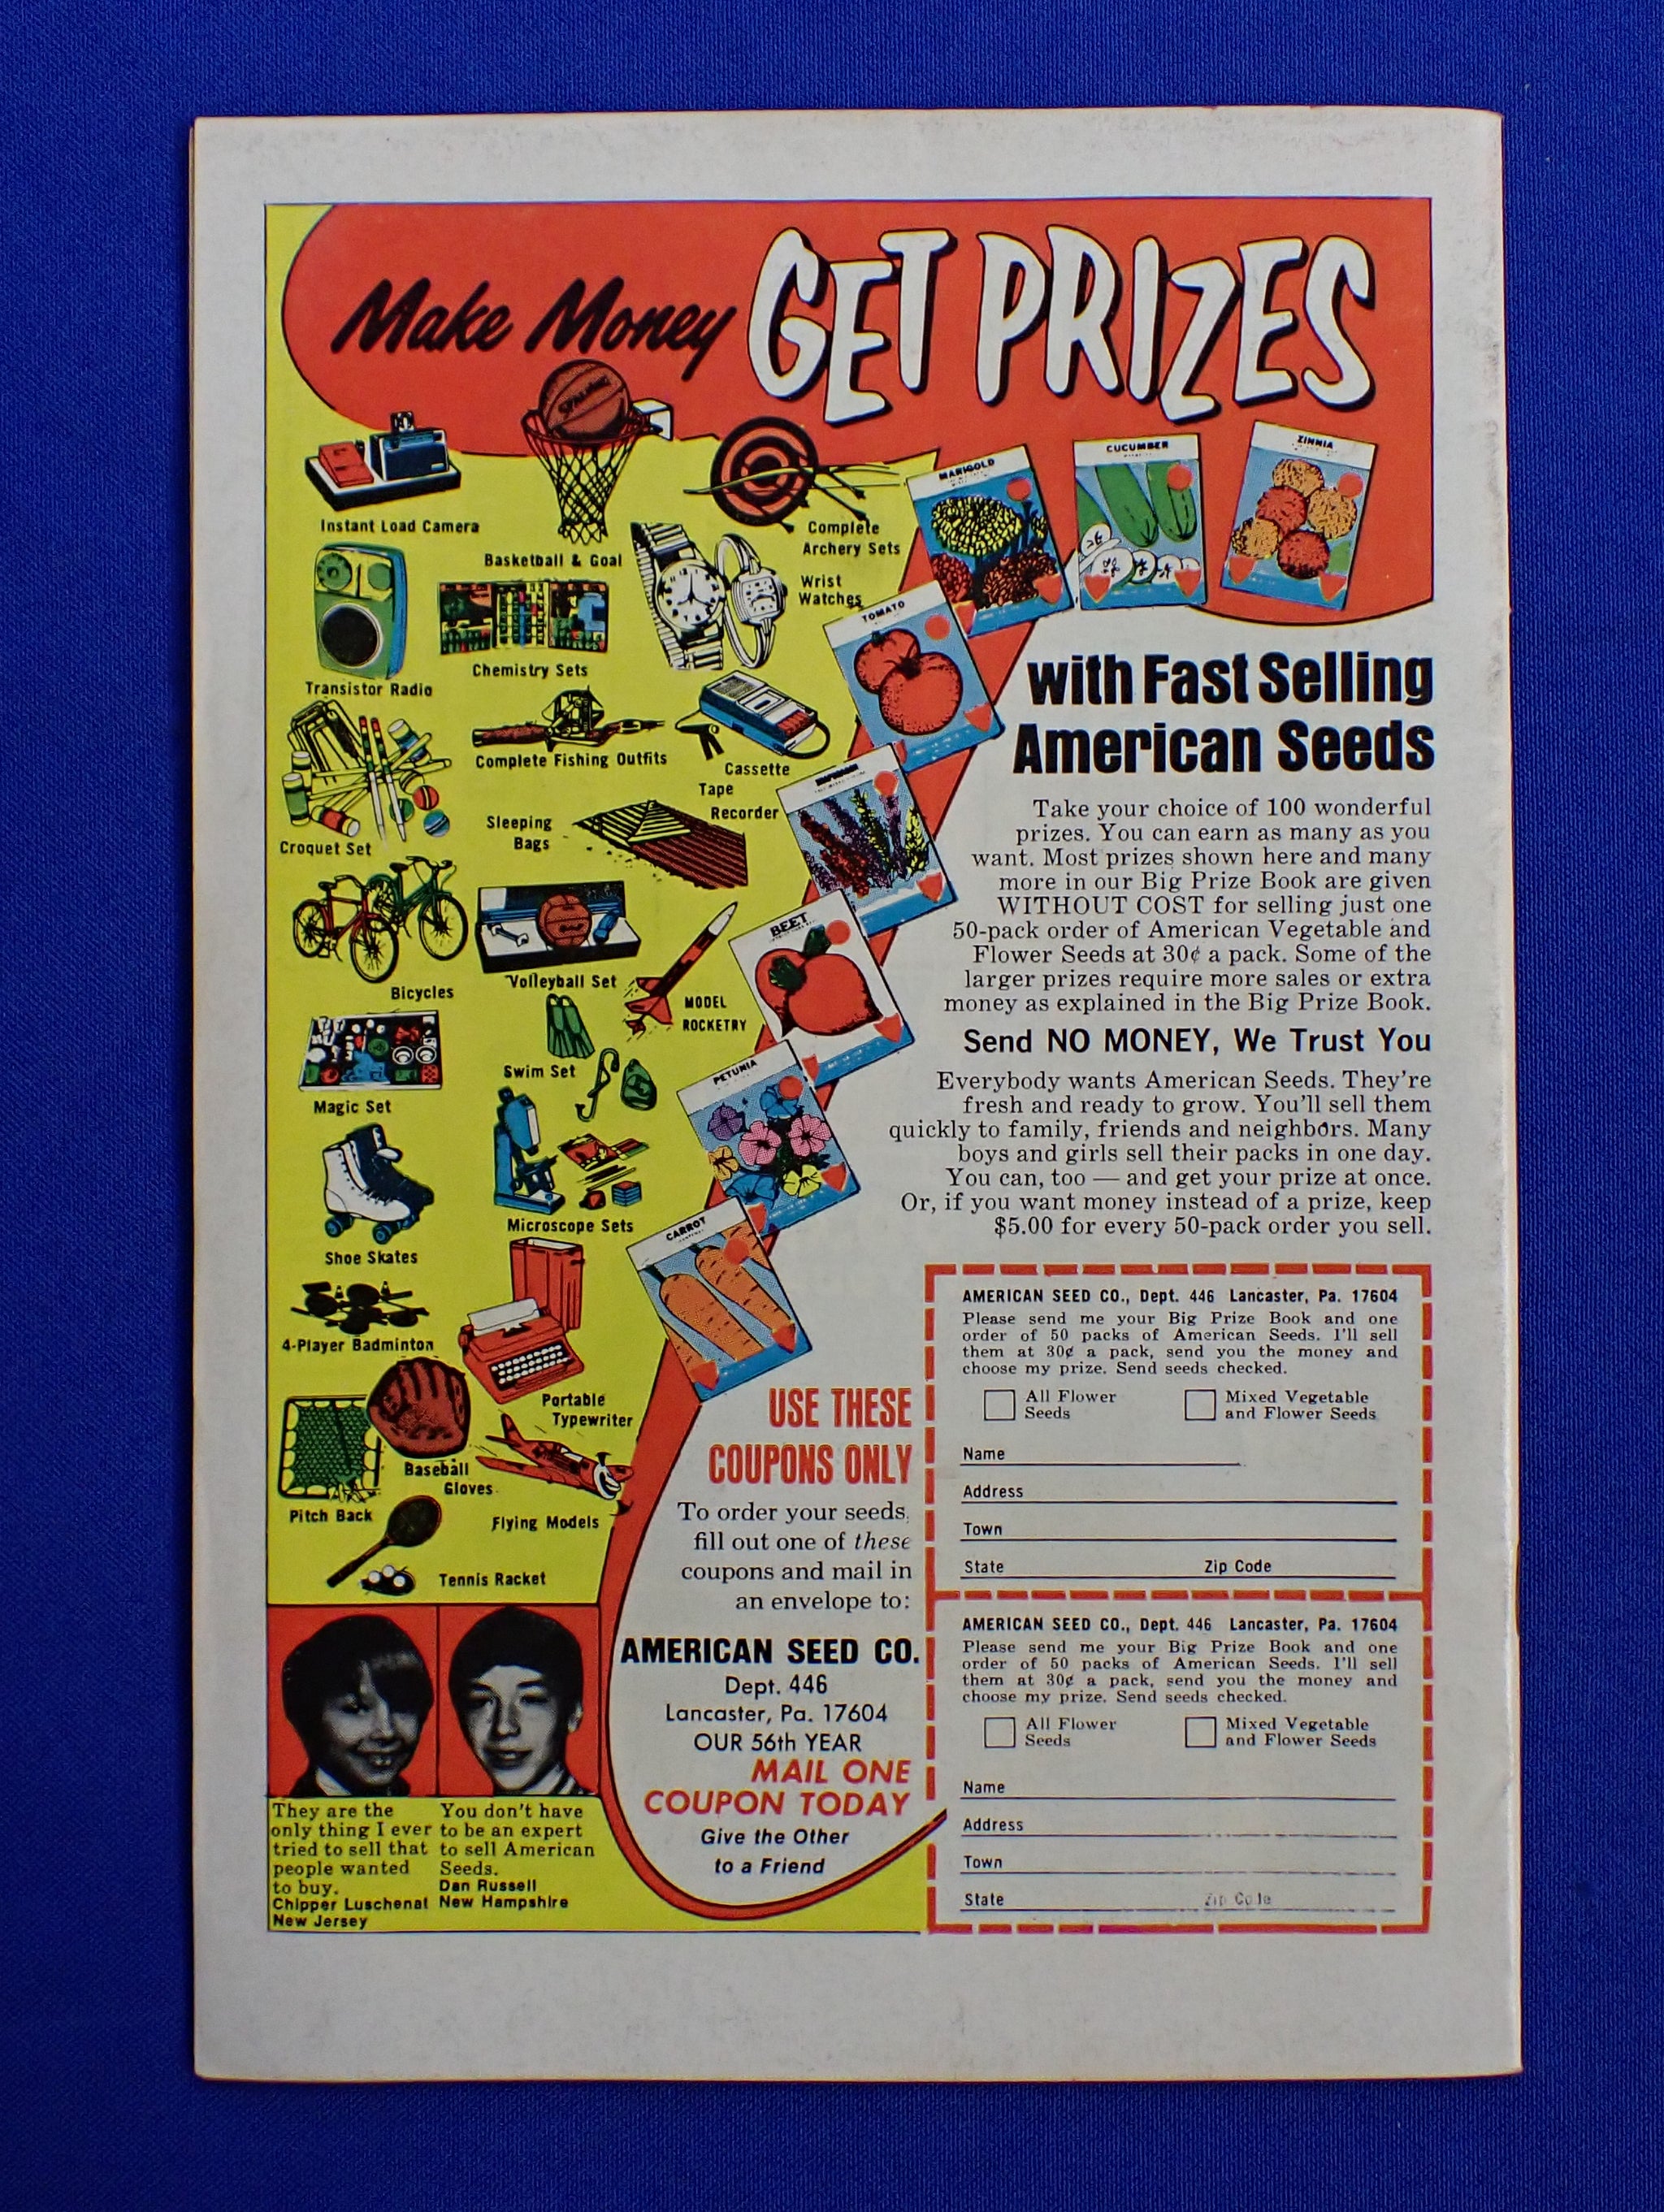 Make Money GET PRIZES
Spalding
Instant Load Camera
Basketball & Goal
Complete
Archery Sets
Wrist
Watches
Transistor Radio
Chemistry Sets
Complete Fishing Outfits
Cassette
Tape
Recorder
Croquet Set
Sleeping
Bags
Bicycles
Volleyball Set
MODEL
ROCKETRY
Magic Set
Swim Set
Shoe Skates
Microscope Sets
4-Player Badminton
Portable
Typewriter
Baseball
Gloves
Pitch Back
Flying Models
Tennis Racket
MARIGOLD
CUCUMBER
ZINNIA
TOMATO
BEET
PETUNIA
CARROT
with Fast Selling
American Seeds
Take your choice of 100 wonderful
prizes. You can earn as many as you
want. Most prizes shown here and many
more in our Big Prize Book are given
WITHOUT COST for selling just one
50-pack order of American Vegetable and
Flower Seeds at 30¢ a pack. Some of the
larger prizes require more sales or extra
money as explained in the Big Prize Book.
Send NO MONEY, We Trust You
Everybody wants American Seeds. They're
fresh and ready to grow. You'll sell them
quickly to family, friends and neighbors. Many
boys and girls sell their packs in one day.
You can, too — and get your prize at once.
Or, if you want money instead of a prize, keep
$5.00 for every 50-pack order you sell.
USE THESE
COUPONS ONLY
To order your seeds,
fill out one of these
coupons and mail in
an envelope to:
AMERICAN SEED CO.
Dept. 446
Lancaster, Pa. 17604
OUR 56th YEAR
MAIL ONE
COUPON TODAY
Give the Other
to a Friend
They are the
only thing I ever
tried to sell that
people wanted
to buy.
Chipper Luschenat
New Jersey
You don't have
to be an expert
to sell American
Seeds.
Dan Russell
New Hampshire
AMERICAN SEED CO., Dept. 446 Lancaster, Pa. 17604
Please send me your Big Prize Book and one
order of 50 packs of American Seeds. I'll sell
them at 30¢ a pack, send you the money and
choose my prize. Send seeds checked.
All Flower
Seeds
Mixed Vegetable
and Flower Seeds
Name
Address
Town
State Zip Code
AMERICAN SEED CO., Dept. 446 Lancaster, Pa. 17604
Please send me your Big Prize Book and one
order of 50 packs of American Seeds. I'll sell
them at 30¢ a pack, send you the money and
choose my prize. Send seeds checked.
All Flower
Seeds
Mixed Vegetable
and Flower Seeds
Name
Address
Town
State Zip Code